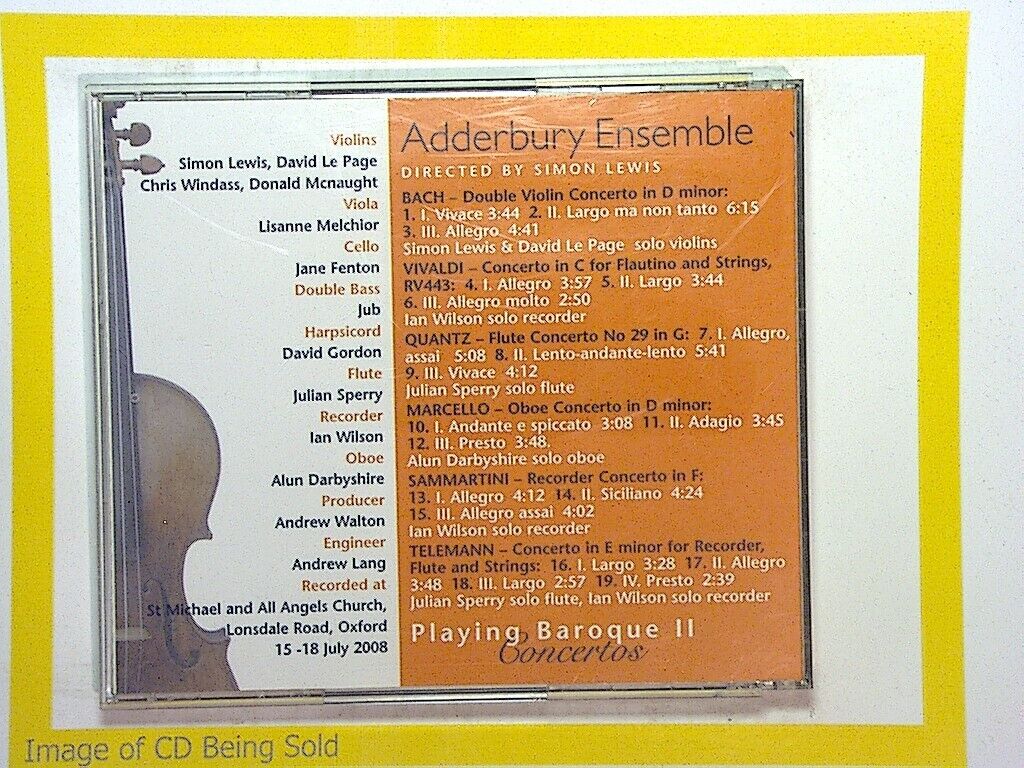 Violins
Simon Lewis, David Le Page
Chris Windass, Donald Mcnaught
Viola
Lisanne Melchior
Cello
Jane Fenton
Double Bass
Jub
Harpsicord
David Gordon
Flute
Julian Sperry
Recorder
Ian Wilson
Oboe
Alun Darbyshire
Producer
Andrew Walton
Engineer
Andrew Lang
Recorded at
St Michael and All Angels Church,
Lonsdale Road, Oxford
15 -18 July 2008
Adderbury Ensemble
DIRECTED BY SIMON LEWIS
BACH – Double Violin Concerto in D minor:
1. I. Vivace 3:44 2. II. Largo ma non tanto 6:15
3. III. Allegro 4:41
Simon Lewis & David Le Page solo violins
VIVALDI – Concerto in C for Flautino and Strings,
RV443: 4. I. Allegro 3:57 5. II. Largo 3:44
6. III. Allegro molto 2:50
Ian Wilson solo recorder
QUANTZ – Flute Concerto No 29 in G: 7. I. Allegro,
assai 5:08 8. II. Lento-andante-lento 5:41
9. III. Vivace 4:12
Julian Sperry solo flute
MARCELLO – Oboe Concerto in D minor:
10. I. Andante e spiccato 3:08 11. II. Adagio 3:45
12. III. Presto 3:48.
Alun Darbyshire solo oboe
SAMMARTINI – Recorder Concerto in F:
13. I. Allegro 4:12 14. II. Siciliano 4:24
15. III. Allegro assai 4:02
Ian Wilson solo recorder
TELEMANN – Concerto in E minor for Recorder,
Flute and Strings: 16. I. Largo 3:28 17. II. Allegro
3:48 18. III. Largo 2:57 19. IV. Presto 2:39
Julian Sperry solo flute, Ian Wilson solo recorder
Playing Baroque II
Concertos
Image of CD Being Sold